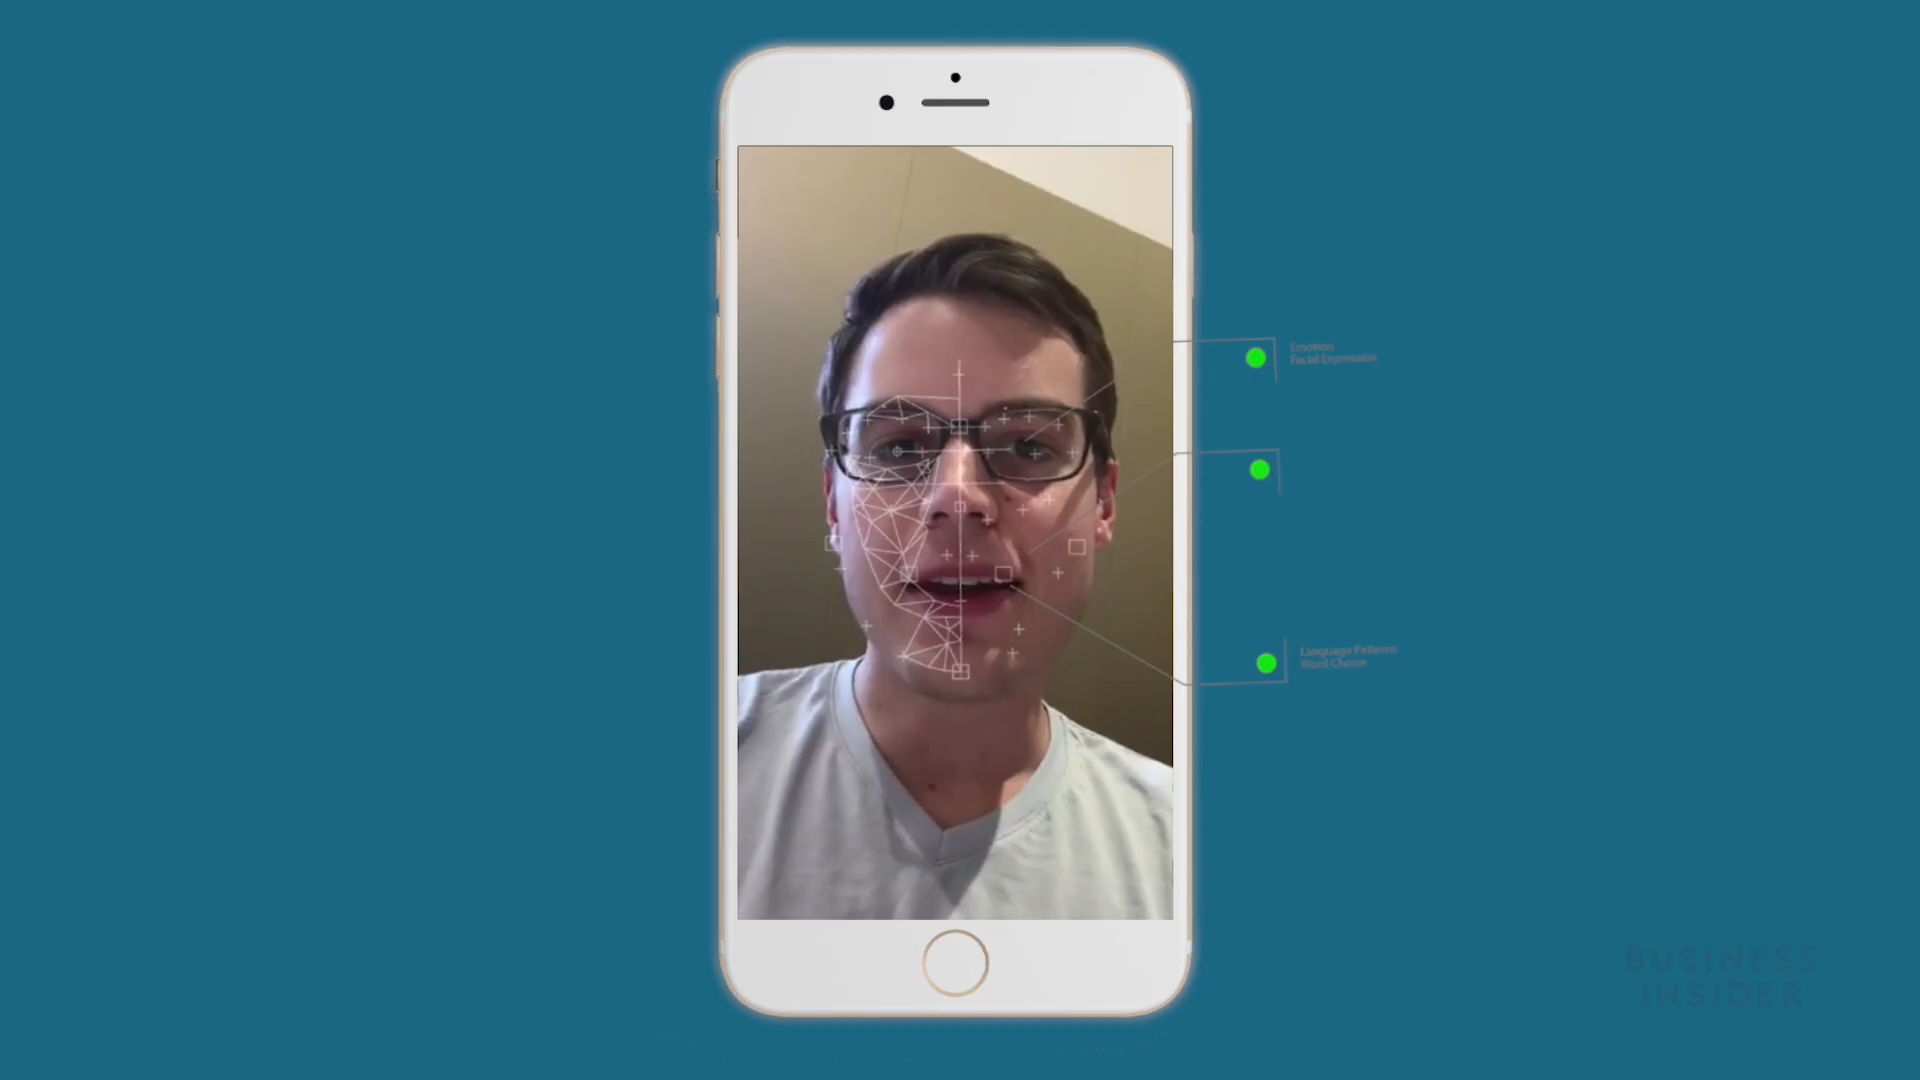 Emotion
Facial Expression
Language Patterns
Word Choice
BUSINESS
INSIDER